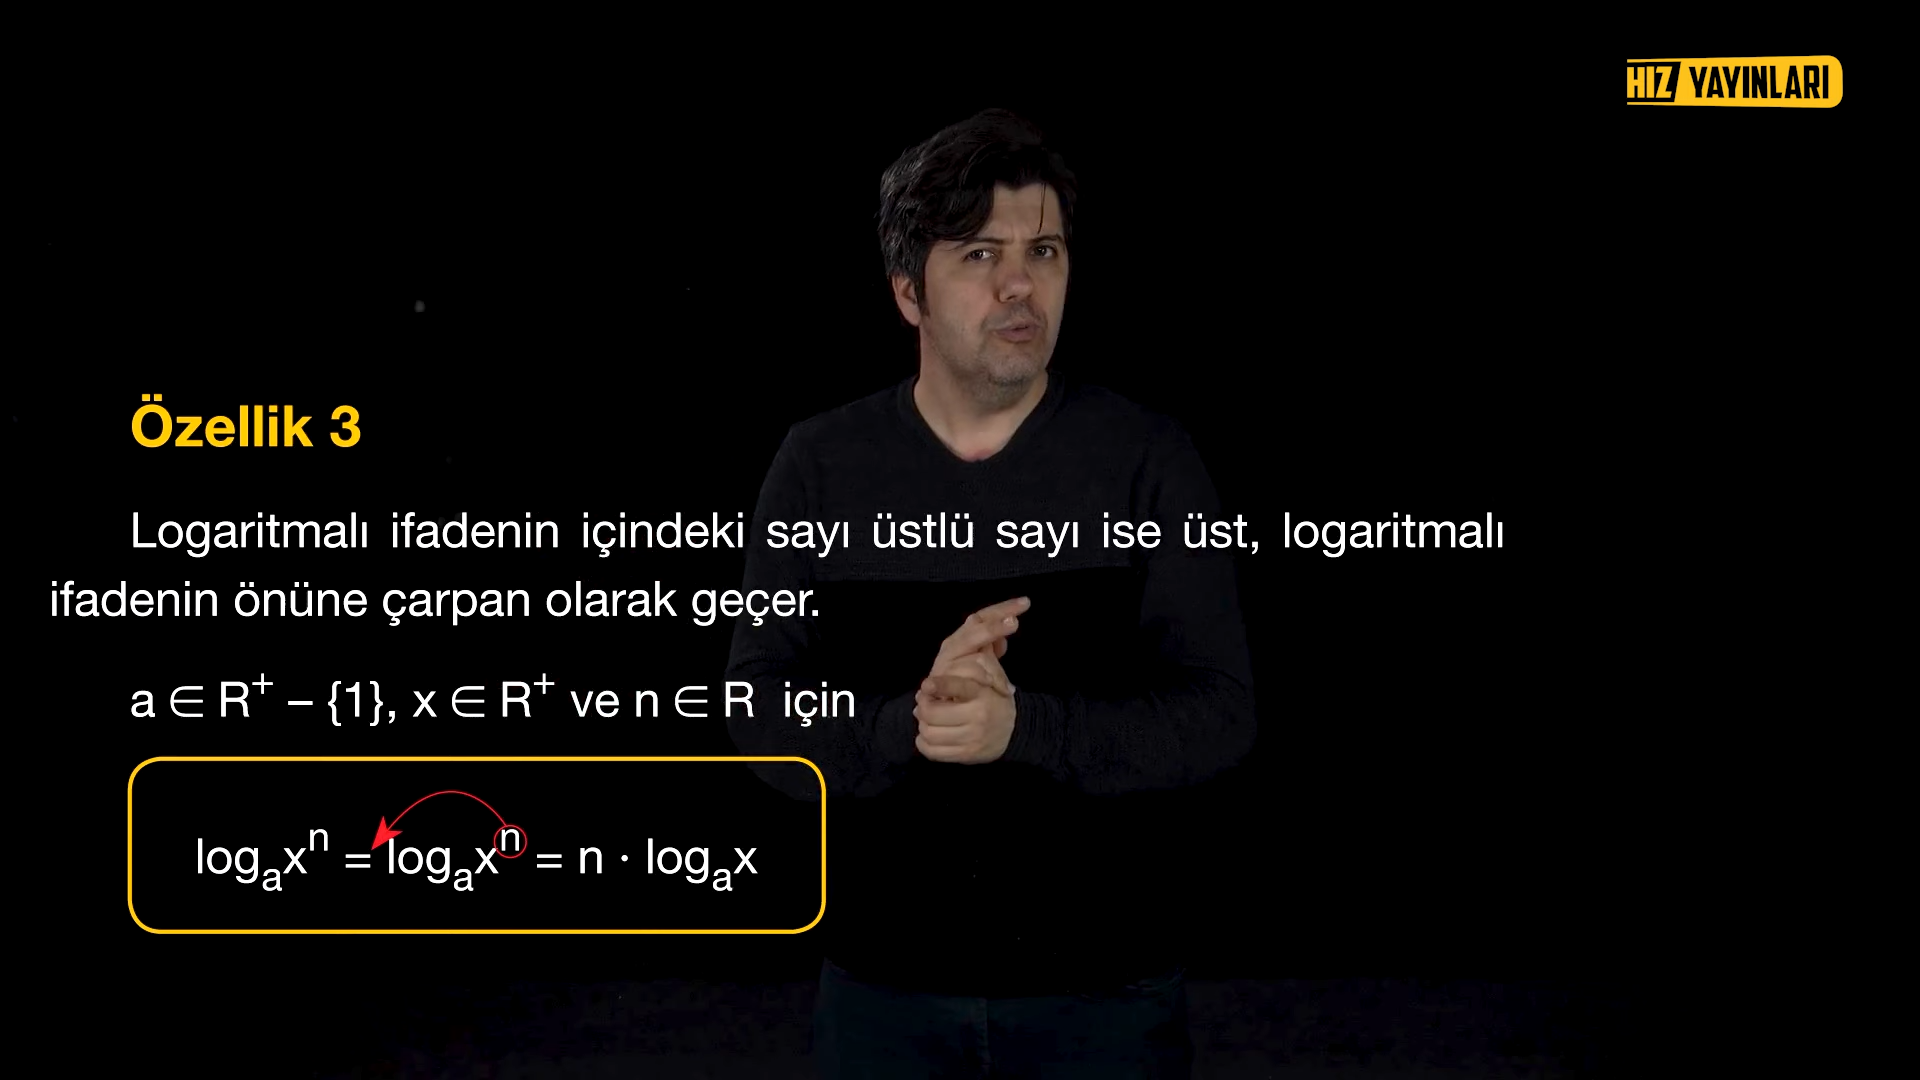 HIZ YAYINLARI
Özellik 3
Logaritmalı ifadenin içindeki sayı üstlü sayı ise üst, logaritmalı
ifadenin önüne çarpan olarak geçer.
a ∈ R⁺ – {1}, x ∈ R⁺ ve n ∈ R için
logₐxⁿ = logₐxⁿ = n · logₐx